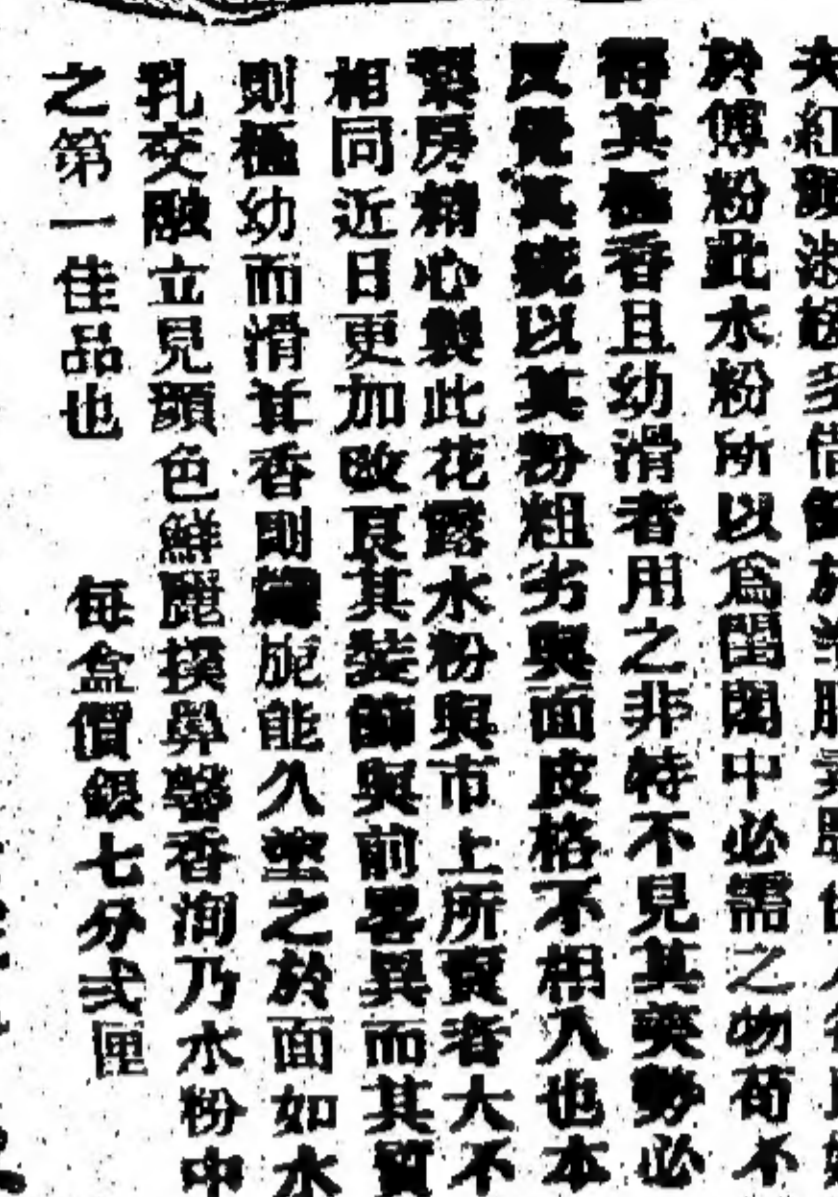 於傅粉此水粉所以爲閨閣中必需之物苟不
得其極香且幼滑者用之非特不見其美勢必
反覺其疵以其粉粗劣與面皮格不相入也本
藥房精心製此花露水粉與市上所賣者大不
相同近日更加改良其裝飾與前畧異而其質
則極幼而滑其香則旎能久塗之於面如水
乳交融立見顏色鮮麗撲鼻馨香洵乃水粉中
之第一佳品也　每盒價銀七分弍厘